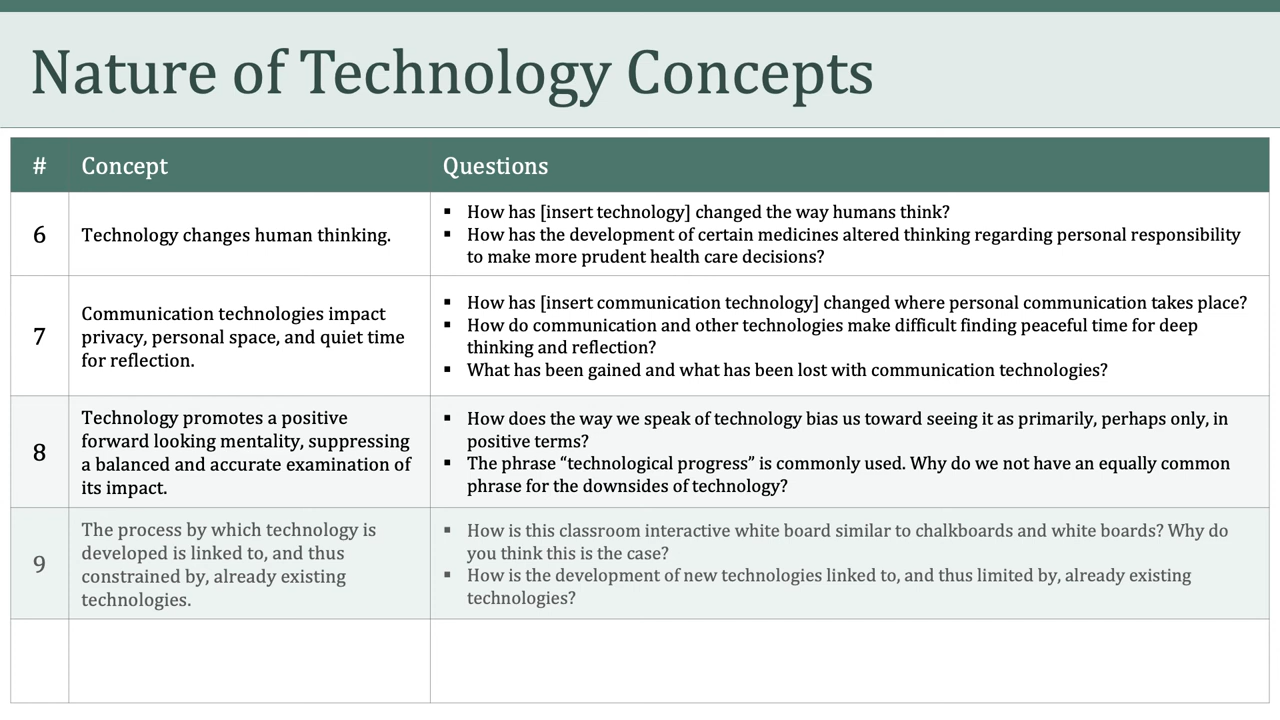 Nature of Technology Concepts
# Concept Questions
6
Technology changes human thinking.
▪ How has [insert technology] changed the way humans think?
▪ How has the development of certain medicines altered thinking regarding personal responsibility
to make more prudent health care decisions?
7
Communication technologies impact
privacy, personal space, and quiet time
for reflection.
▪ How has [insert communication technology] changed where personal communication takes place?
▪ How do communication and other technologies make difficult finding peaceful time for deep
thinking and reflection?
▪ What has been gained and what has been lost with communication technologies?
8
Technology promotes a positive
forward looking mentality, suppressing
a balanced and accurate examination of
its impact.
▪ How does the way we speak of technology bias us toward seeing it as primarily, perhaps only, in
positive terms?
▪ The phrase “technological progress” is commonly used. Why do we not have an equally common
phrase for the downsides of technology?
9
The process by which technology is
developed is linked to, and thus
constrained by, already existing
technologies.
▪ How is this classroom interactive white board similar to chalkboards and white boards? Why do
you think this is the case?
▪ How is the development of new technologies linked to, and thus limited by, already existing
technologies?